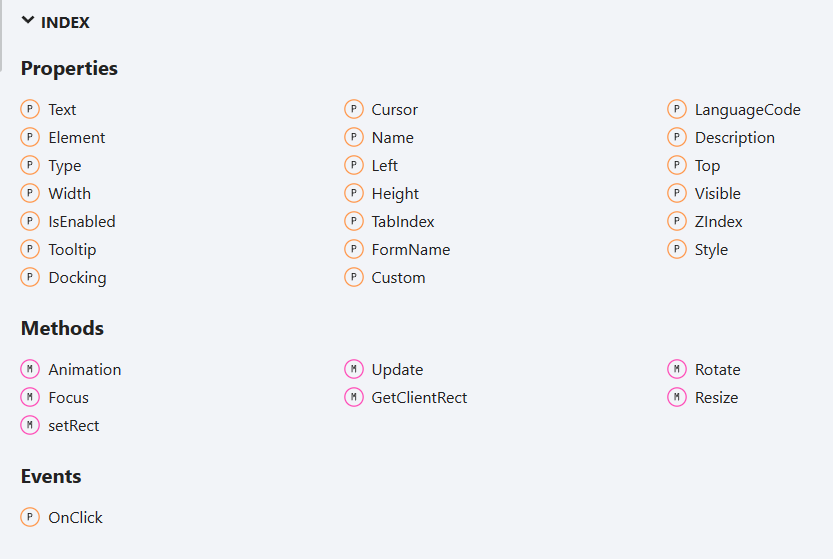 INDEX
Properties
P Text P Cursor P LanguageCode
P Element P Name P Description
P Type P Left P Top
P Width P Height P Visible
P IsEnabled P TabIndex P ZIndex
P Tooltip P FormName P Style
P Docking P Custom
Methods
M Animation M Update M Rotate
M Focus M GetClientRect M Resize
M setRect
Events
P OnClick